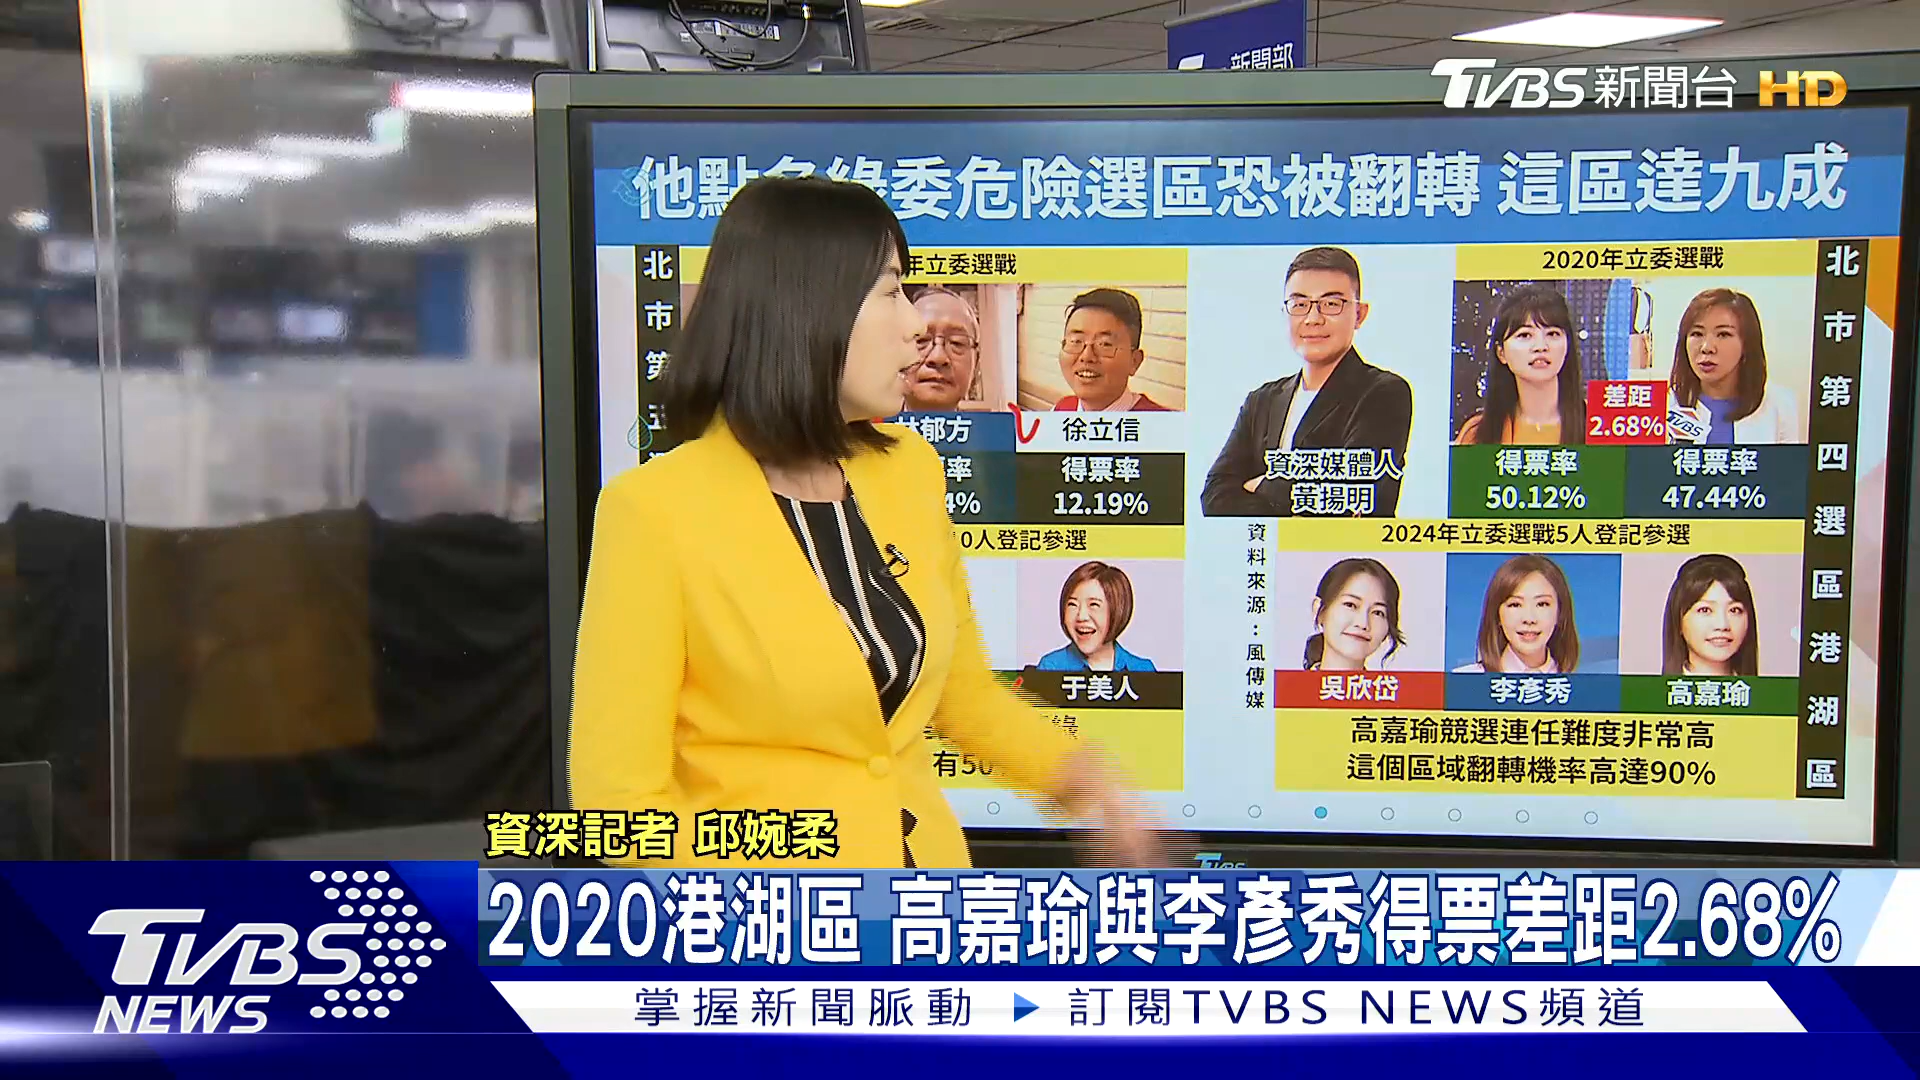 TVBS新聞台 HD
新聞部
他點名綠委危險選區恐被翻轉 這區達九成
北市第五
年立委選戰
林郁方
徐立信
得票率
12.19%
4%
0人登記參選
于美人
有50
資深媒體人
黃揚明
資料來源:風傳媒
2020年立委選戰
差距
2.68%
TVBS
得票率
50.12%
得票率
47.44%
2024年立委選戰5人登記參選
吳欣岱
李彥秀
高嘉瑜
高嘉瑜競選連任難度非常高
這個區域翻轉機率高達90%
北市第四選區港湖區
資深記者 邱婉柔
2020港湖區 高嘉瑜與李彥秀得票差距2.68%
TVBS
NEWS
掌握新聞脈動 ▶ 訂閱TVBS NEWS頻道